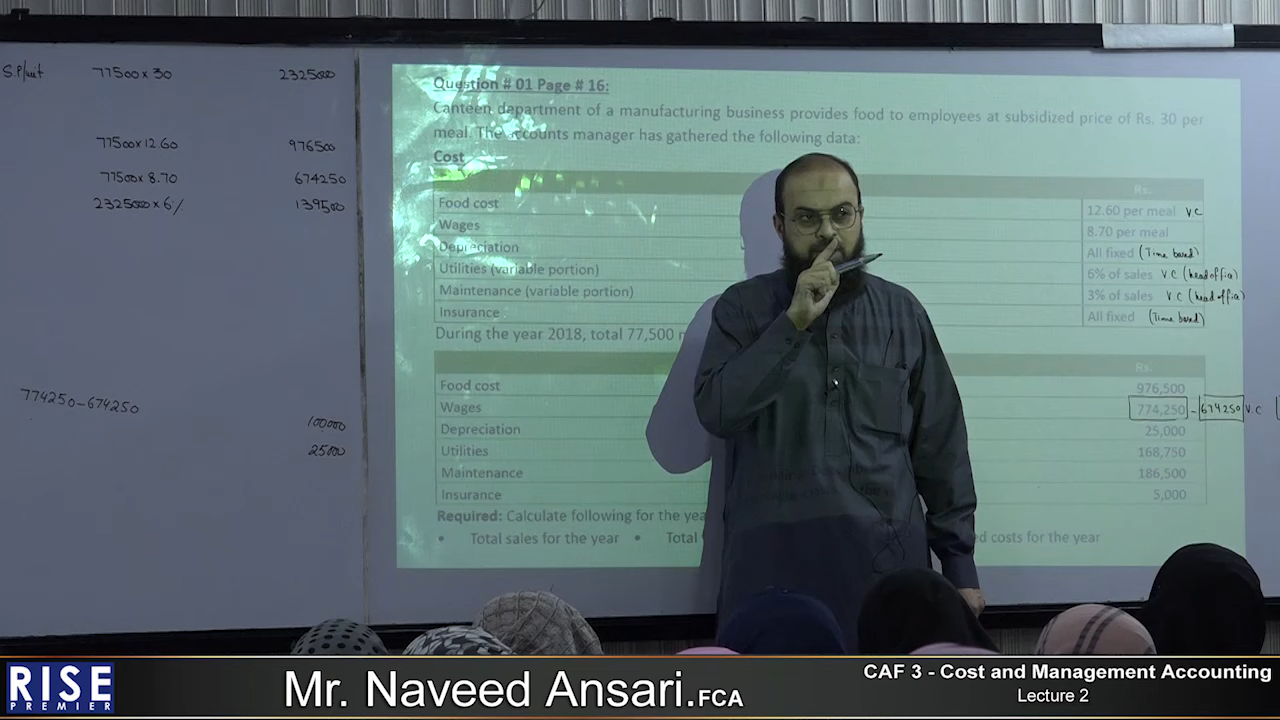 S.P/unit 77500 x 30 2325000
77500 x 12.60 976500
77500 x 8.70 674250
2325000 x 6% 139500
774250 - 674250
100000
25000
Question # 01 Page # 16:
Canteen department of a manufacturing business provides food to employees at subsidized price of Rs. 30 per
meal. The accounts manager has gathered the following data:
Cost
Rs.
Food cost 12.60 per meal V.C
Wages 8.70 per meal
Depreciation All fixed (Time based)
Utilities (variable portion) 6% of sales V.C (head office)
Maintenance (variable portion) 3% of sales V.C (head office)
Insurance All fixed (Time based)
During the year 2018, total 77,500
Rs.
Food cost 976,500
Wages 774,250 - 674250 V.C
Depreciation 25,000
Utilities 168,750
Maintenance 186,500
Insurance 5,000
Required: Calculate following for the
• Total sales for the year • Total costs for the year
RISE
PREMIER
Mr. Naveed Ansari.FCA
CAF 3 - Cost and Management Accounting
Lecture 2